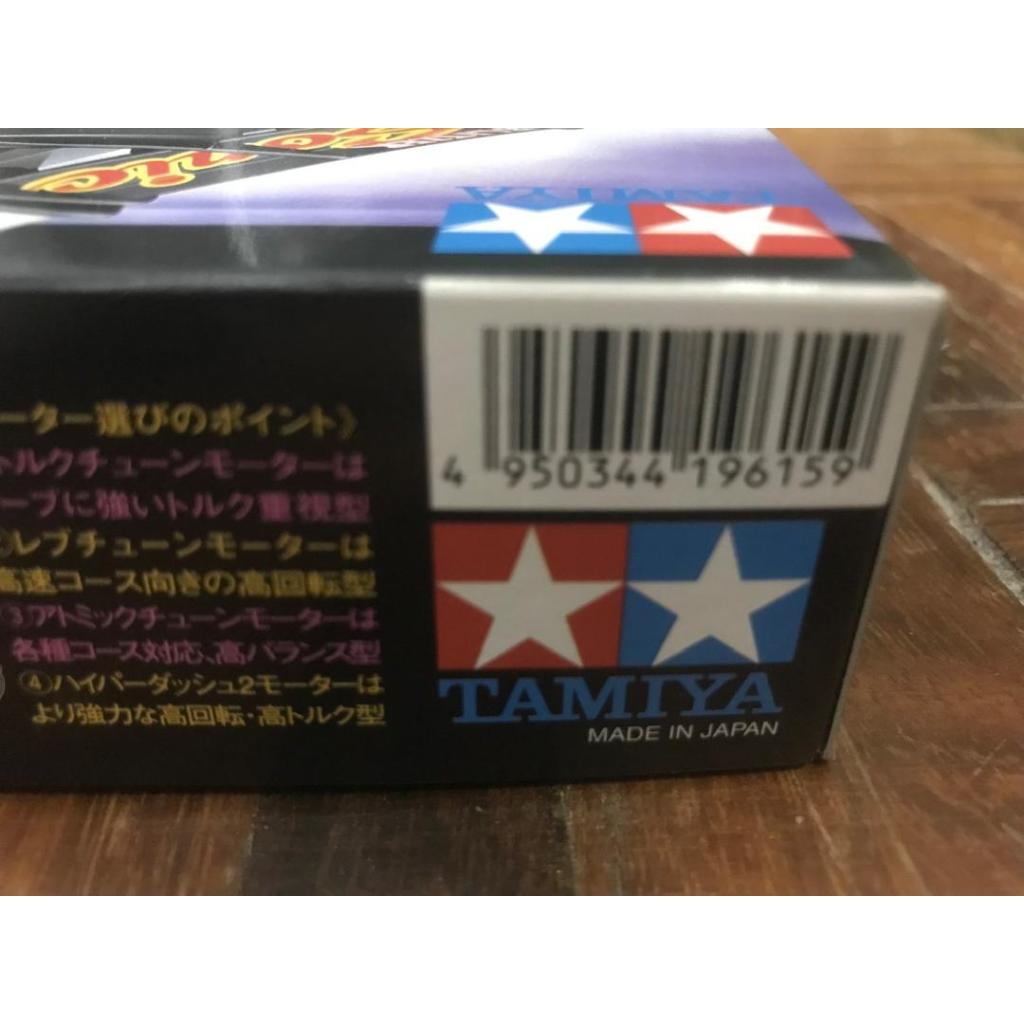 TAMIYA
4 950344 196159
ーター選びのポイント》
トルクチューンモーターは
ーブに強いトルク重視型
②レブチューンモーターは
高速コース向きの高回転型
③アトミックチューンモーターは
各種コース対応、高バランス型
④ハイパーダッシュ2モーターは
より強力な高回転・高トルク型
TAMIYA
MADE IN JAPAN